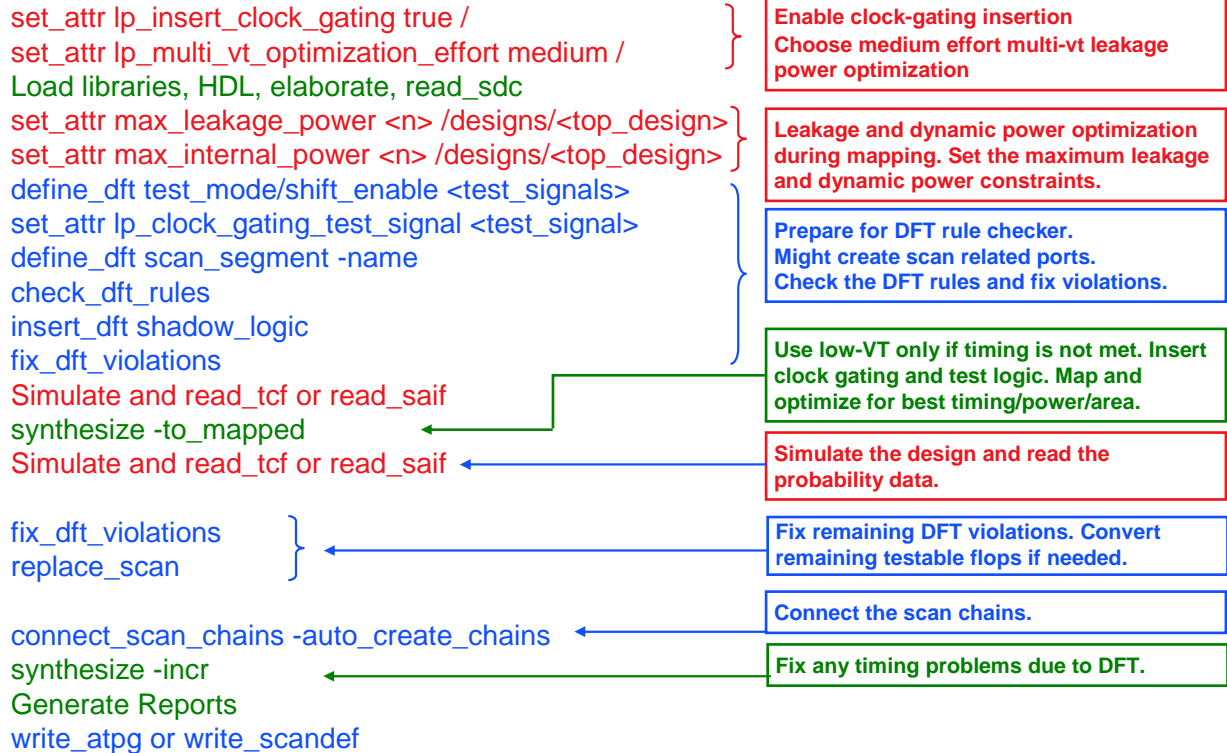 set_attr lp_insert_clock_gating true /
set_attr lp_multi_vt_optimization_effort medium /
Load libraries, HDL, elaborate, read_sdc
set_attr max_leakage_power <n> /designs/<top_design>
set_attr max_internal_power <n> /designs/<top_design>
define_dft test_mode/shift_enable <test_signals>
set_attr lp_clock_gating_test_signal <test_signal>
define_dft scan_segment -name
check_dft_rules
insert_dft shadow_logic
fix_dft_violations
Simulate and read_tcf or read_saif
synthesize -to_mapped
Simulate and read_tcf or read_saif
fix_dft_violations
replace_scan
connect_scan_chains -auto_create_chains
synthesize -incr
Generate Reports
write_atpg or write_scandef
Enable clock-gating insertion
Choose medium effort multi-vt leakage
power optimization
Leakage and dynamic power optimization
during mapping. Set the maximum leakage
and dynamic power constraints.
Prepare for DFT rule checker.
Might create scan related ports.
Check the DFT rules and fix violations.
Use low-VT only if timing is not met. Insert
clock gating and test logic. Map and
optimize for best timing/power/area.
Simulate the design and read the
probability data.
Fix remaining DFT violations. Convert
remaining testable flops if needed.
Connect the scan chains.
Fix any timing problems due to DFT.